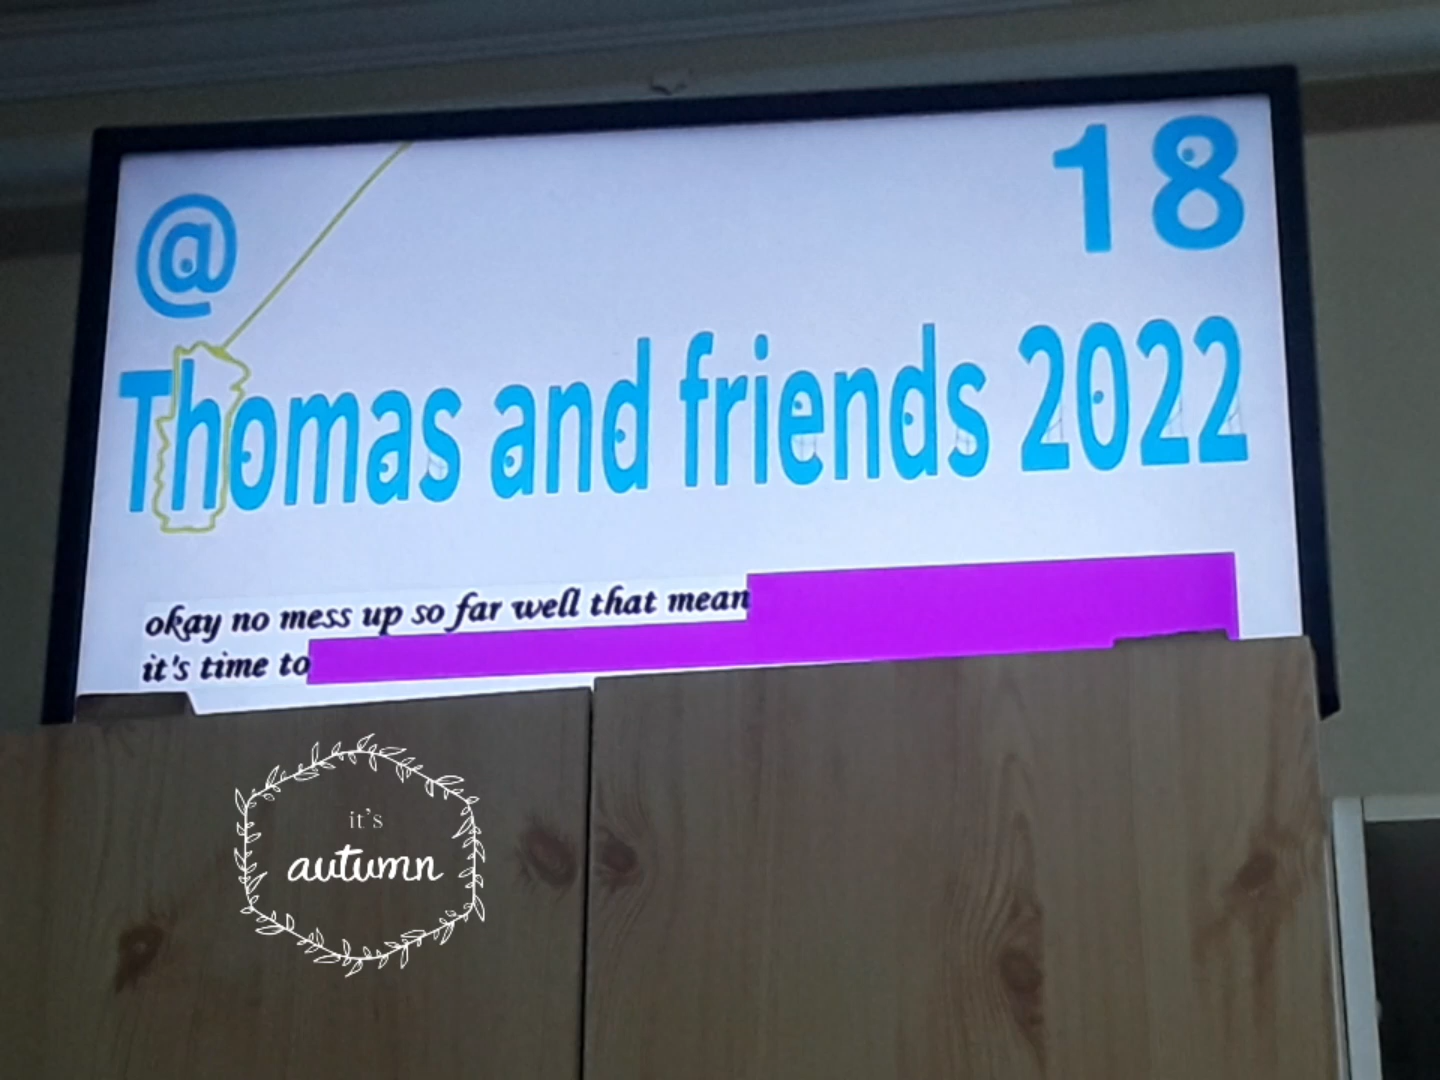 @ 18
Thomas and friends 2022
okay no mess up so far well that mean
it's time to
it's
autumn